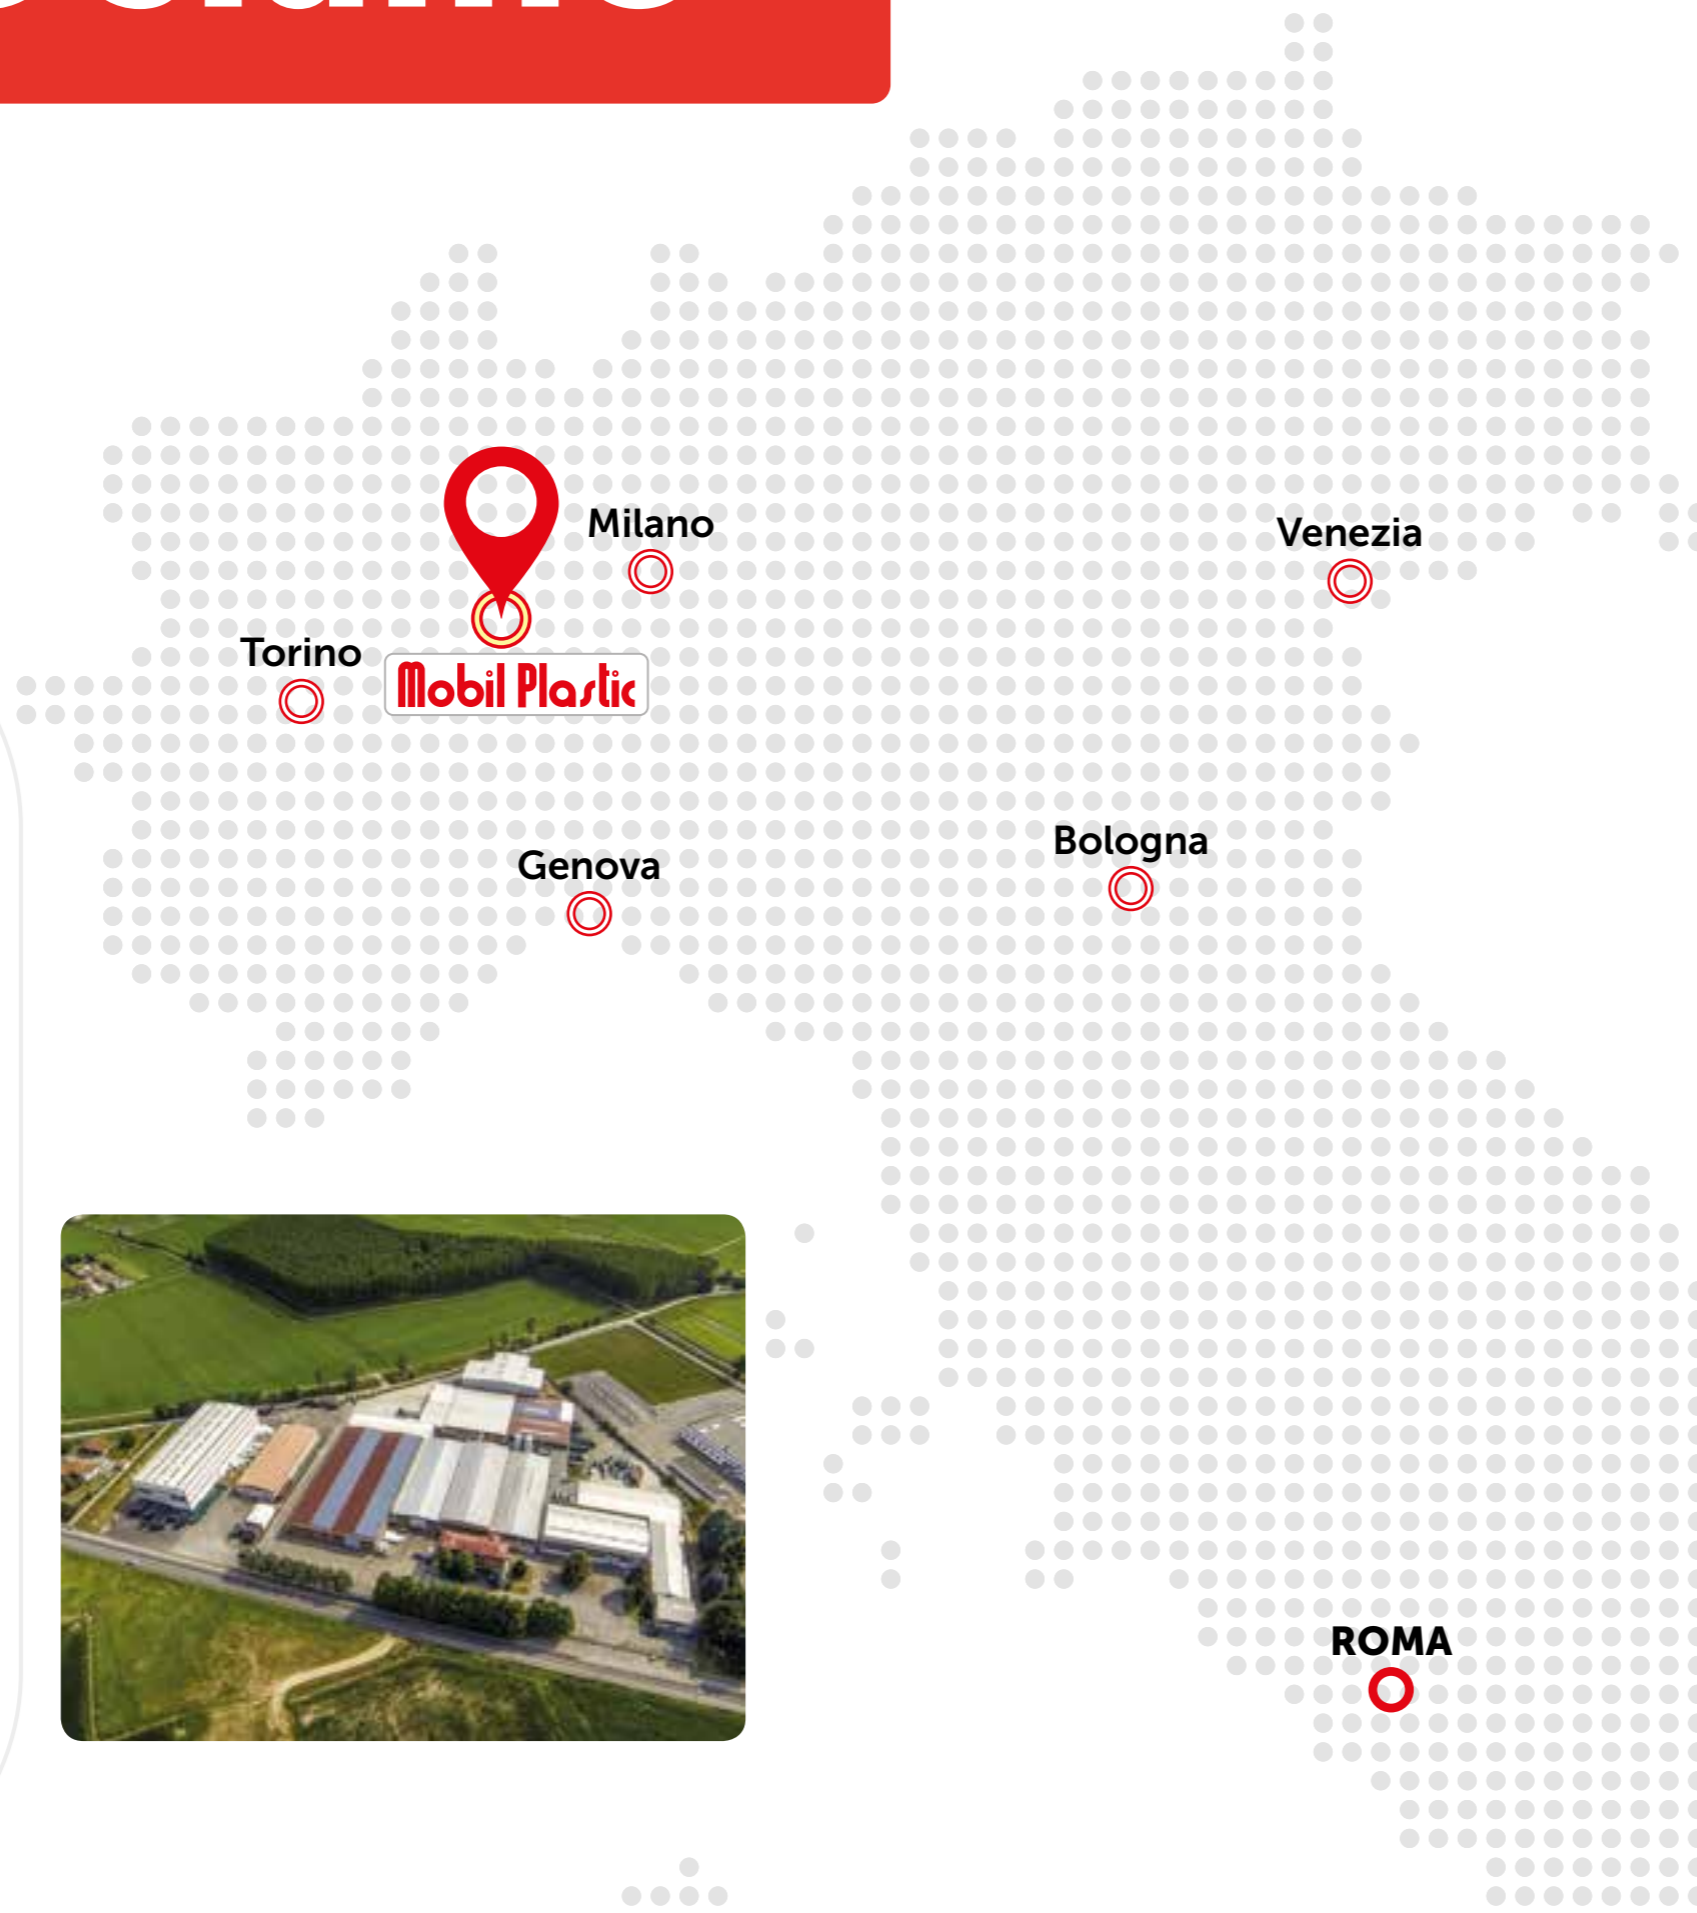 Milano
Venezia
Torino
Mobil Plastic
Bologna
Genova
ROMA